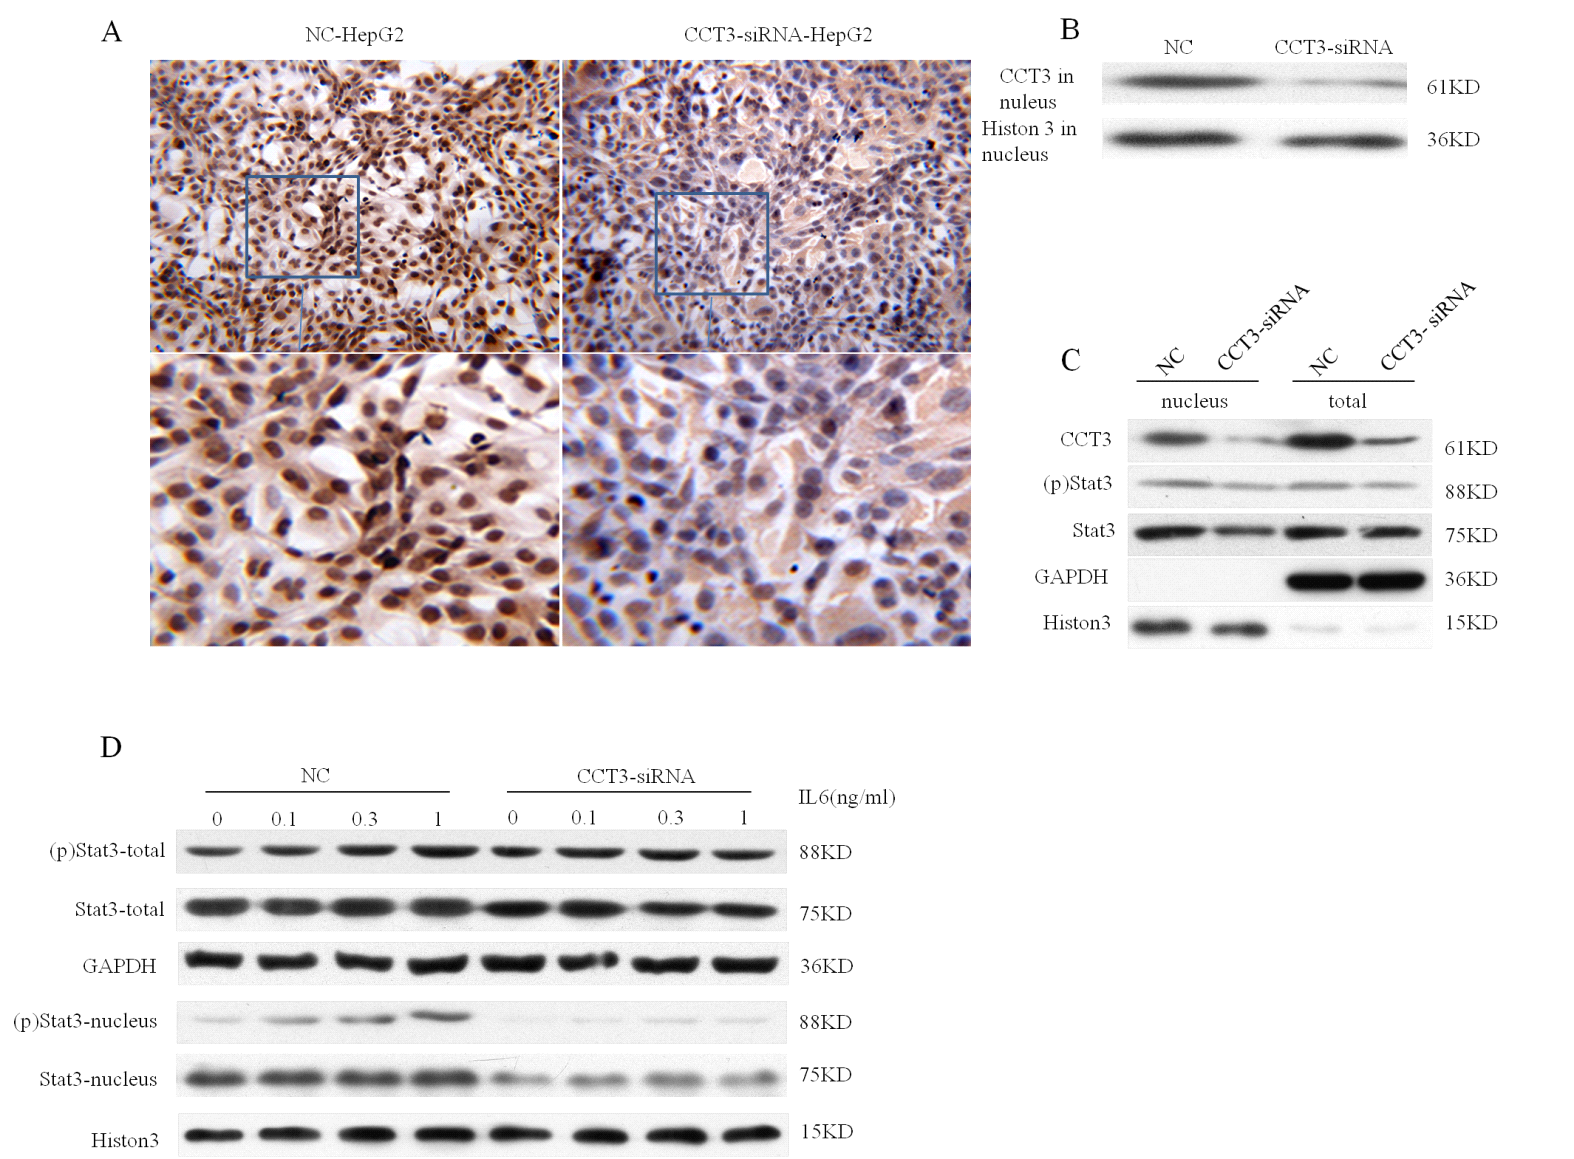 A
NC-HepG2
CCT3-siRNA-HepG2
B
NC
CCT3-siRNA
CCT3 in
nuleus
61KD
Histon 3 in
nucleus
36KD
C
NC
CCT3-siRNA
NC
CCT3- siRNA
nucleus
total
CCT3
61KD
(p)Stat3
88KD
Stat3
75KD
GAPDH
36KD
Histon3
15KD
D
NC
CCT3-siRNA
IL6(ng/ml)
0 0.1 0.3 1 0 0.1 0.3 1
(p)Stat3-total
88KD
Stat3-total
75KD
GAPDH
36KD
(p)Stat3-nucleus
88KD
Stat3-nucleus
75KD
Histon3
15KD